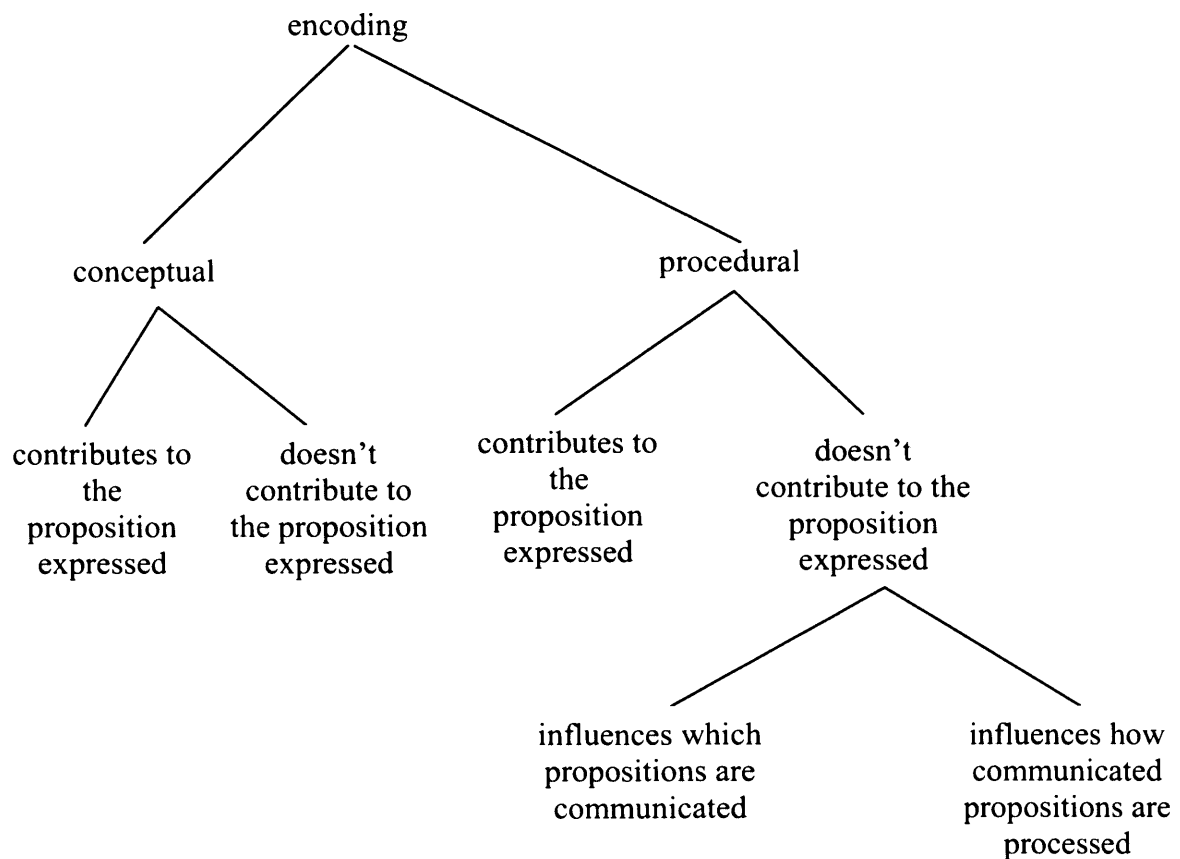 encoding
conceptual
procedural
contributes to
the
proposition
expressed
doesn't
contribute to
the proposition
expressed
contributes to
the
proposition
expressed
doesn't
contribute to the
proposition
expressed
influences which
propositions are
communicated
influences how
communicated
propositions are
processed